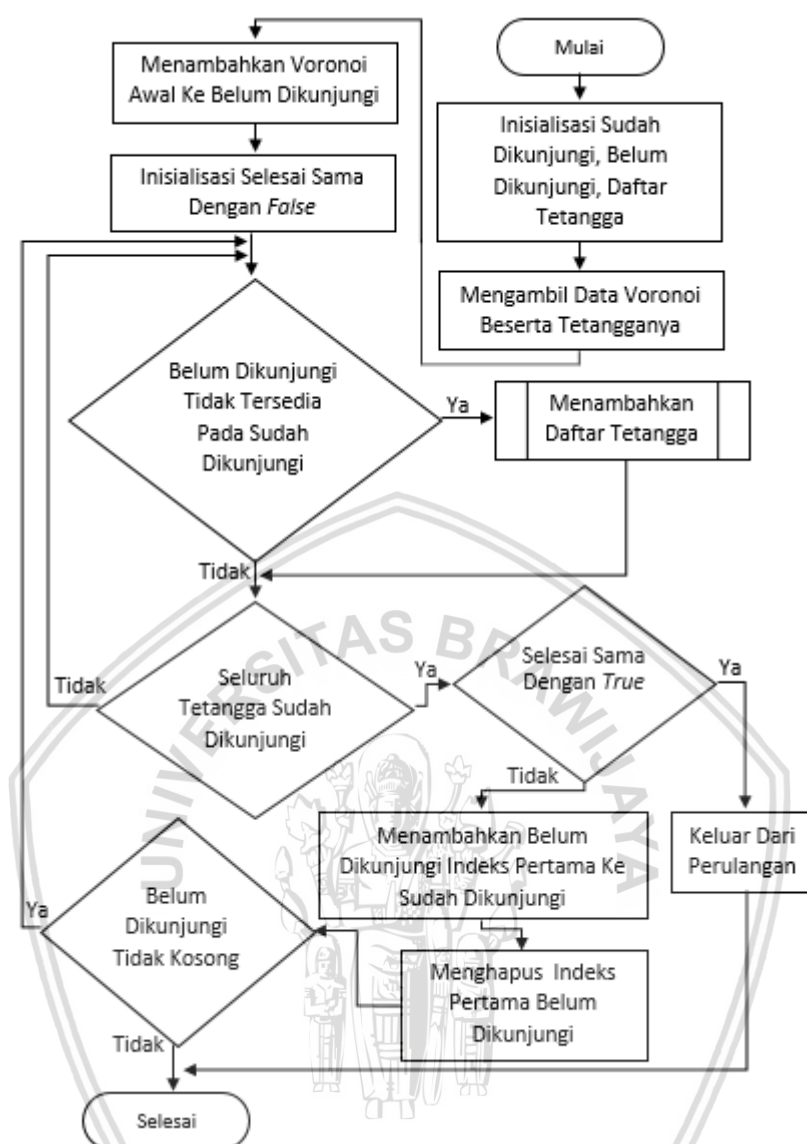 Mulai
Inisialisasi Sudah
Dikunjungi, Belum
Dikunjungi, Daftar
Tetangga
Mengambil Data Voronoi
Beserta Tetangganya
Menambahkan Voronoi
Awal Ke Belum Dikunjungi
Inisialisasi Selesai Sama
Dengan False
Belum Dikunjungi
Tidak Tersedia
Pada Sudah
Dikunjungi
Ya
Menambahkan
Daftar Tetangga
Tidak
Seluruh
Tetangga Sudah
Dikunjungi
Tidak
Ya
Selesai Sama
Dengan True
Ya
Tidak
Menambahkan Belum
Dikunjungi Indeks Pertama Ke
Sudah Dikunjungi
Keluar Dari
Perulangan
Menghapus Indeks
Pertama Belum
Dikunjungi
Belum
Dikunjungi
Tidak Kosong
Ya
Tidak
Selesai
UNIVERSITAS BRAWIJAYA